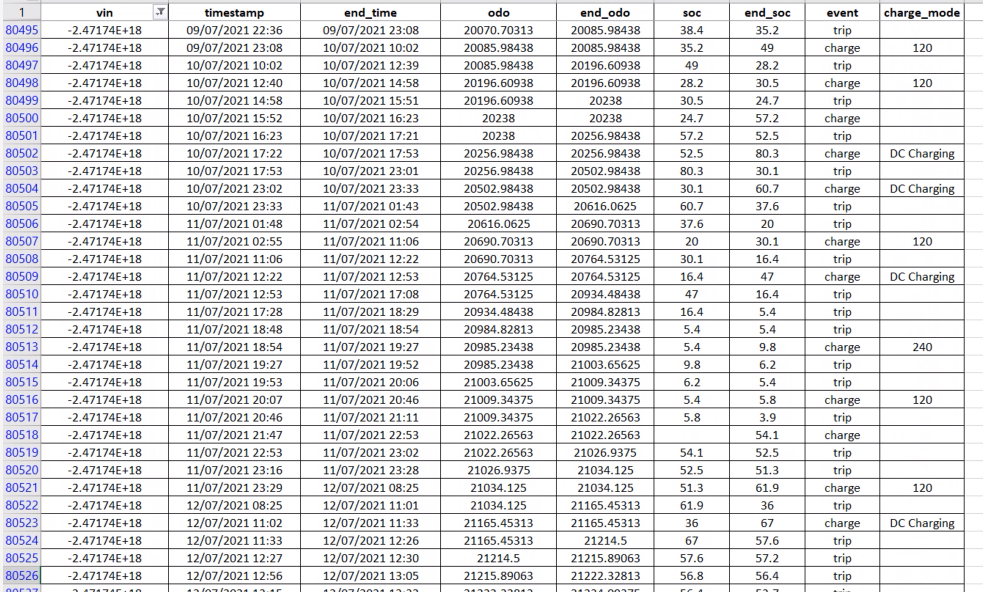 1 vin timestamp end_time odo end_odo soc end_soc event charge_mode
80495 -2.47174E+18 09/07/2021 22:36 09/07/2021 23:08 20070.70313 20085.98438 38.4 35.2 trip
80496 -2.47174E+18 09/07/2021 23:08 10/07/2021 10:02 20085.98438 20085.98438 35.2 49 charge 120
80497 -2.47174E+18 10/07/2021 10:02 10/07/2021 12:39 20085.98438 20196.60938 49 28.2 trip
80498 -2.47174E+18 10/07/2021 12:40 10/07/2021 14:58 20196.60938 20196.60938 28.2 30.5 charge 120
80499 -2.47174E+18 10/07/2021 14:58 10/07/2021 15:51 20196.60938 20238 30.5 24.7 trip
80500 -2.47174E+18 10/07/2021 15:52 10/07/2021 16:23 20238 20238 24.7 57.2 charge
80501 -2.47174E+18 10/07/2021 16:23 10/07/2021 17:21 20238 20256.98438 57.2 52.5 trip
80502 -2.47174E+18 10/07/2021 17:22 10/07/2021 17:53 20256.98438 20256.98438 52.5 80.3 charge DC Charging
80503 -2.47174E+18 10/07/2021 17:53 10/07/2021 23:01 20256.98438 20502.98438 80.3 30.1 trip
80504 -2.47174E+18 10/07/2021 23:02 10/07/2021 23:33 20502.98438 20502.98438 30.1 60.7 charge DC Charging
80505 -2.47174E+18 10/07/2021 23:33 11/07/2021 01:43 20502.98438 20616.0625 60.7 37.6 trip
80506 -2.47174E+18 11/07/2021 01:48 11/07/2021 02:54 20616.0625 20690.70313 37.6 20 trip
80507 -2.47174E+18 11/07/2021 02:55 11/07/2021 11:06 20690.70313 20690.70313 20 30.1 charge 120
80508 -2.47174E+18 11/07/2021 11:06 11/07/2021 12:22 20690.70313 20764.53125 30.1 16.4 trip
80509 -2.47174E+18 11/07/2021 12:22 11/07/2021 12:53 20764.53125 20764.53125 16.4 47 charge DC Charging
80510 -2.47174E+18 11/07/2021 12:53 11/07/2021 17:08 20764.53125 20934.48438 47 16.4 trip
80511 -2.47174E+18 11/07/2021 17:28 11/07/2021 18:29 20934.48438 20984.82813 16.4 5.4 trip
80512 -2.47174E+18 11/07/2021 18:48 11/07/2021 18:54 20984.82813 20985.23438 5.4 5.4 trip
80513 -2.47174E+18 11/07/2021 18:54 11/07/2021 19:27 20985.23438 20985.23438 5.4 9.8 charge 240
80514 -2.47174E+18 11/07/2021 19:27 11/07/2021 19:52 20985.23438 21003.65625 9.8 6.2 trip
80515 -2.47174E+18 11/07/2021 19:53 11/07/2021 20:06 21003.65625 21009.34375 6.2 5.4 trip
80516 -2.47174E+18 11/07/2021 20:07 11/07/2021 20:46 21009.34375 21009.34375 5.4 5.8 charge 120
80517 -2.47174E+18 11/07/2021 20:46 11/07/2021 21:11 21009.34375 21022.26563 5.8 3.9 trip
80518 -2.47174E+18 11/07/2021 21:47 11/07/2021 22:53 21022.26563 21022.26563 54.1 charge
80519 -2.47174E+18 11/07/2021 22:53 11/07/2021 23:02 21022.26563 21026.9375 54.1 52.5 trip
80520 -2.47174E+18 11/07/2021 23:16 11/07/2021 23:28 21026.9375 21034.125 52.5 51.3 trip
80521 -2.47174E+18 11/07/2021 23:29 12/07/2021 08:25 21034.125 21034.125 51.3 61.9 charge 120
80522 -2.47174E+18 12/07/2021 08:25 12/07/2021 11:01 21034.125 21165.45313 61.9 36 trip
80523 -2.47174E+18 12/07/2021 11:02 12/07/2021 11:33 21165.45313 21165.45313 36 67 charge DC Charging
80524 -2.47174E+18 12/07/2021 11:33 12/07/2021 12:26 21165.45313 21214.5 67 57.6 trip
80525 -2.47174E+18 12/07/2021 12:27 12/07/2021 12:30 21214.5 21215.89063 57.6 57.2 trip
80526 -2.47174E+18 12/07/2021 12:56 12/07/2021 13:05 21215.89063 21222.32813 56.8 56.4 trip